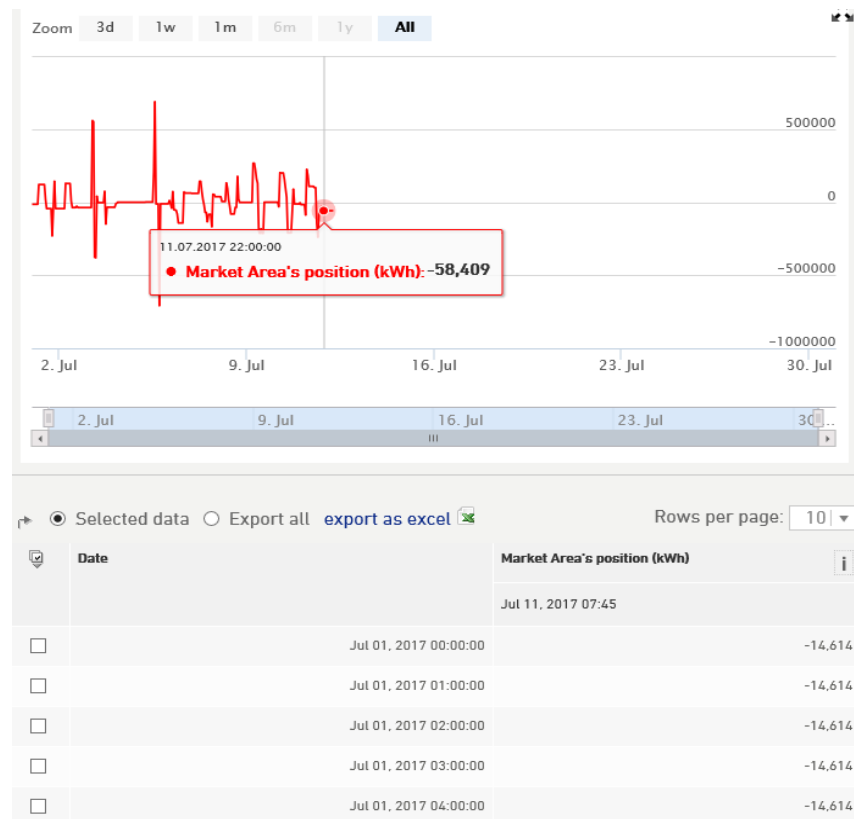 Zoom 3d 1w 1m 6m 1y All
500000
0
11.07.2017 22:00:00
● Market Area's position (kWh): -58,409
-500000
-1000000
2. Jul 9. Jul 16. Jul 23. Jul 30. Jul
2. Jul 9. Jul 16. Jul 23. Jul 30...
Selected data Export all export as excel Rows per page: 10
Date Market Area's position (kWh) i
Jul 11, 2017 07:45
Jul 01, 2017 00:00:00 -14,614
Jul 01, 2017 01:00:00 -14,614
Jul 01, 2017 02:00:00 -14,614
Jul 01, 2017 03:00:00 -14,614
Jul 01, 2017 04:00:00 -14,614